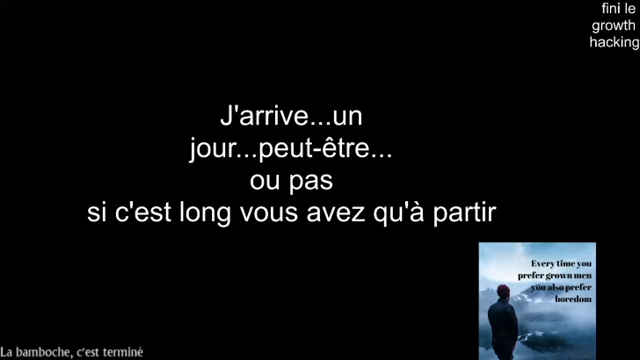 fini le
growth
hacking
J'arrive...un
jour...peut-être...
ou pas
si c'est long vous avez qu'à partir
Every time you
prefer grown men
you also prefer
boredom
La bamboche, c'est terminé